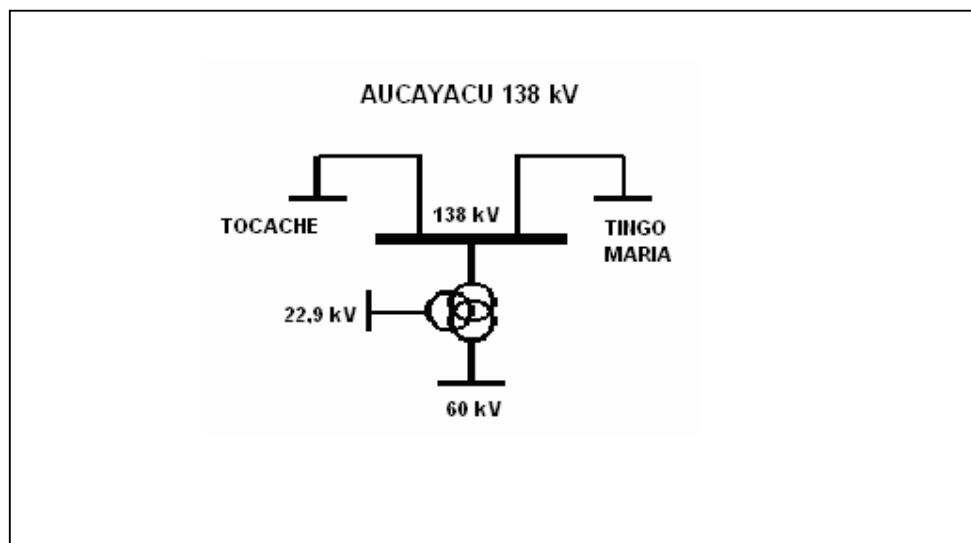 AUCAYACU 138 kV
TOCACHE
138 kV
TINGO
MARIA
22,9 kV
60 kV